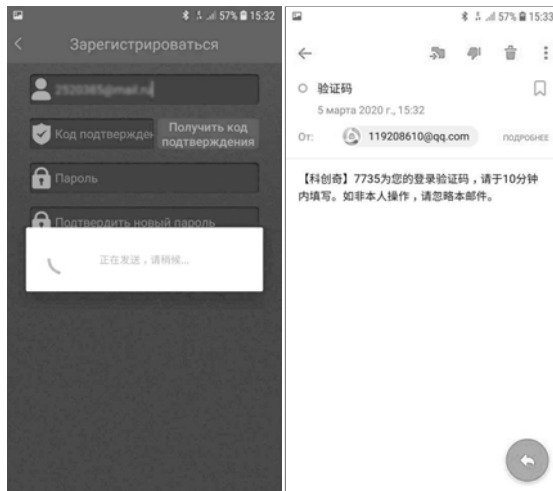 57% 15:32
Зарегистрироваться
Код подтвержден
Получить код
подтверждения
Пароль
Подтвердить новый пароль
正在发送，请稍候...
57% 15:33
验证码
5 марта 2020 г., 15:32
От: 119208610@qq.com ПОДРОБНЕЕ
【科创奇】7735为您的登录验证码，请于10分钟
内填写。如非本人操作，请忽略本邮件。